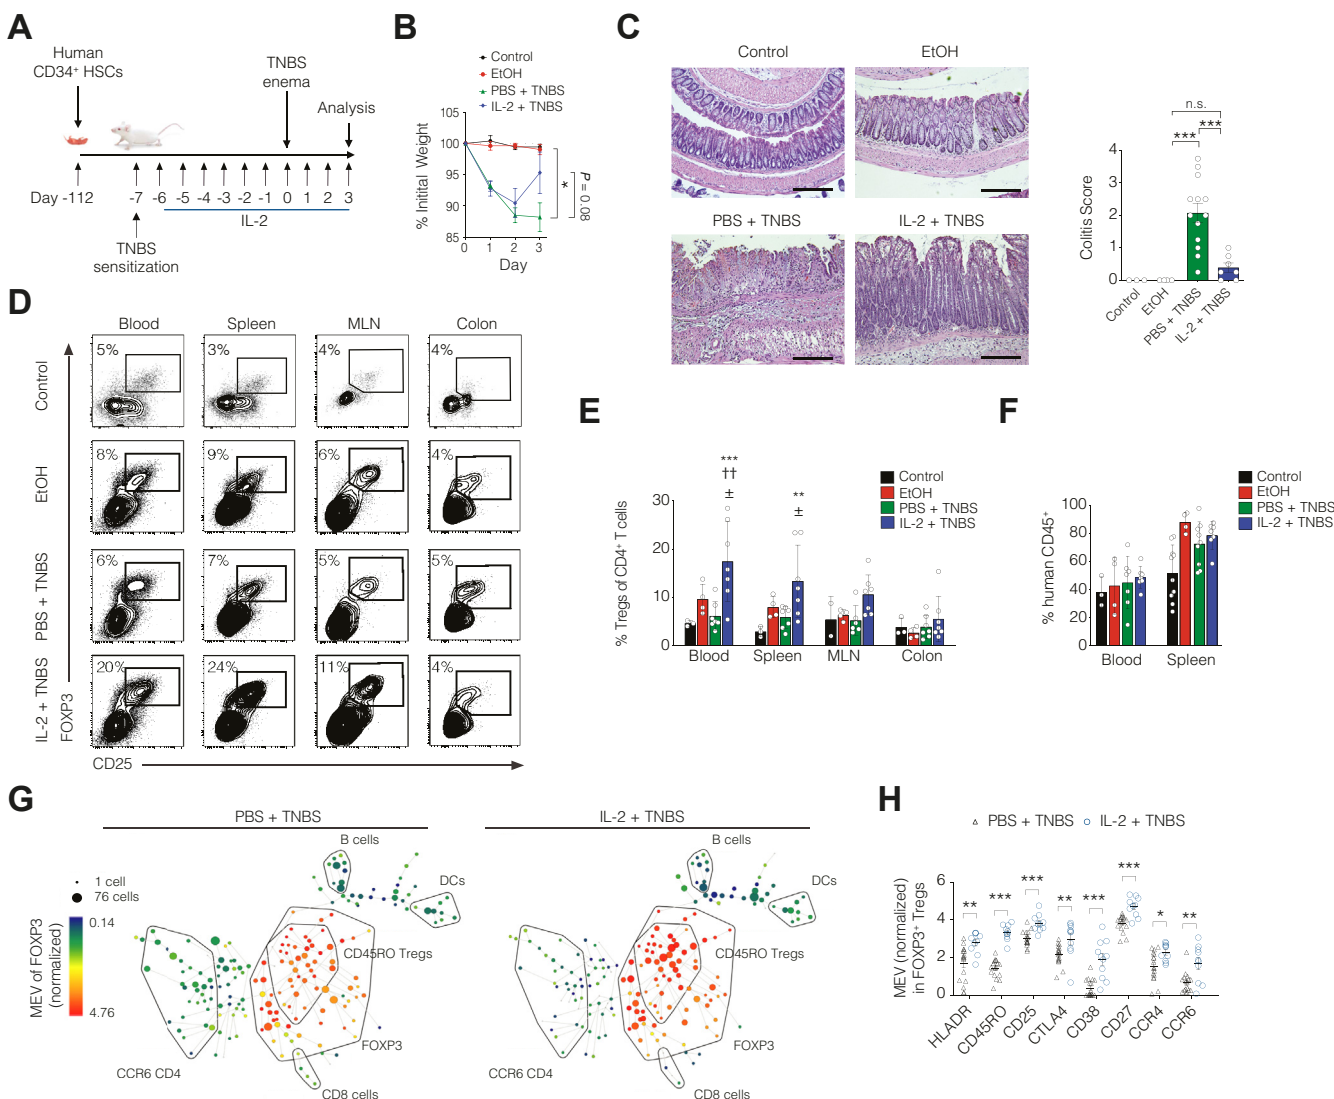 A
Human
CD34+ HSCs
TNBS
enema
Analysis
Day -112
-7 -6 -5 -4 -3 -2 -1 0 1 2 3
IL-2
TNBS
sensitization
B
Control
EtOH
PBS + TNBS
IL-2 + TNBS
% Initial Weight
105
100
95
90
85
0 1 2 3
Day
*
P = 0.08
C
Control
EtOH
PBS + TNBS
IL-2 + TNBS
n.s.
***
***
Colitis Score
4
3
2
1
0
Control
EtOH
PBS + TNBS
IL-2 + TNBS
D
Blood Spleen MLN Colon
Control
5% 3% 4% 4%
EtOH
8% 9% 6% 4%
PBS + TNBS
6% 7% 5% 5%
IL-2 + TNBS
20% 24% 11% 4%
FOXP3
CD25
E
Control
EtOH
PBS + TNBS
IL-2 + TNBS
% Tregs of CD4+ T cells
30
20
10
0
***
††
±
**
±
Blood Spleen MLN Colon
F
Control
EtOH
PBS + TNBS
IL-2 + TNBS
% human CD45+
100
80
60
40
20
0
Blood Spleen
G
PBS + TNBS
IL-2 + TNBS
1 cell
76 cells
MEV of FOXP3
(normalized)
0.14
4.76
B cells
DCs
CD45RO Tregs
FOXP3
CCR6 CD4
CD8 cells
B cells
DCs
CD45RO Tregs
FOXP3
CCR6 CD4
CD8 cells
H
PBS + TNBS IL-2 + TNBS
MEV (normalized)
in FOXP3+ Tregs
6
4
2
0
** *** *** ** *** *** * **
HLADR
CD45RO
CD25
CTLA4
CD38
CD27
CCR4
CCR6